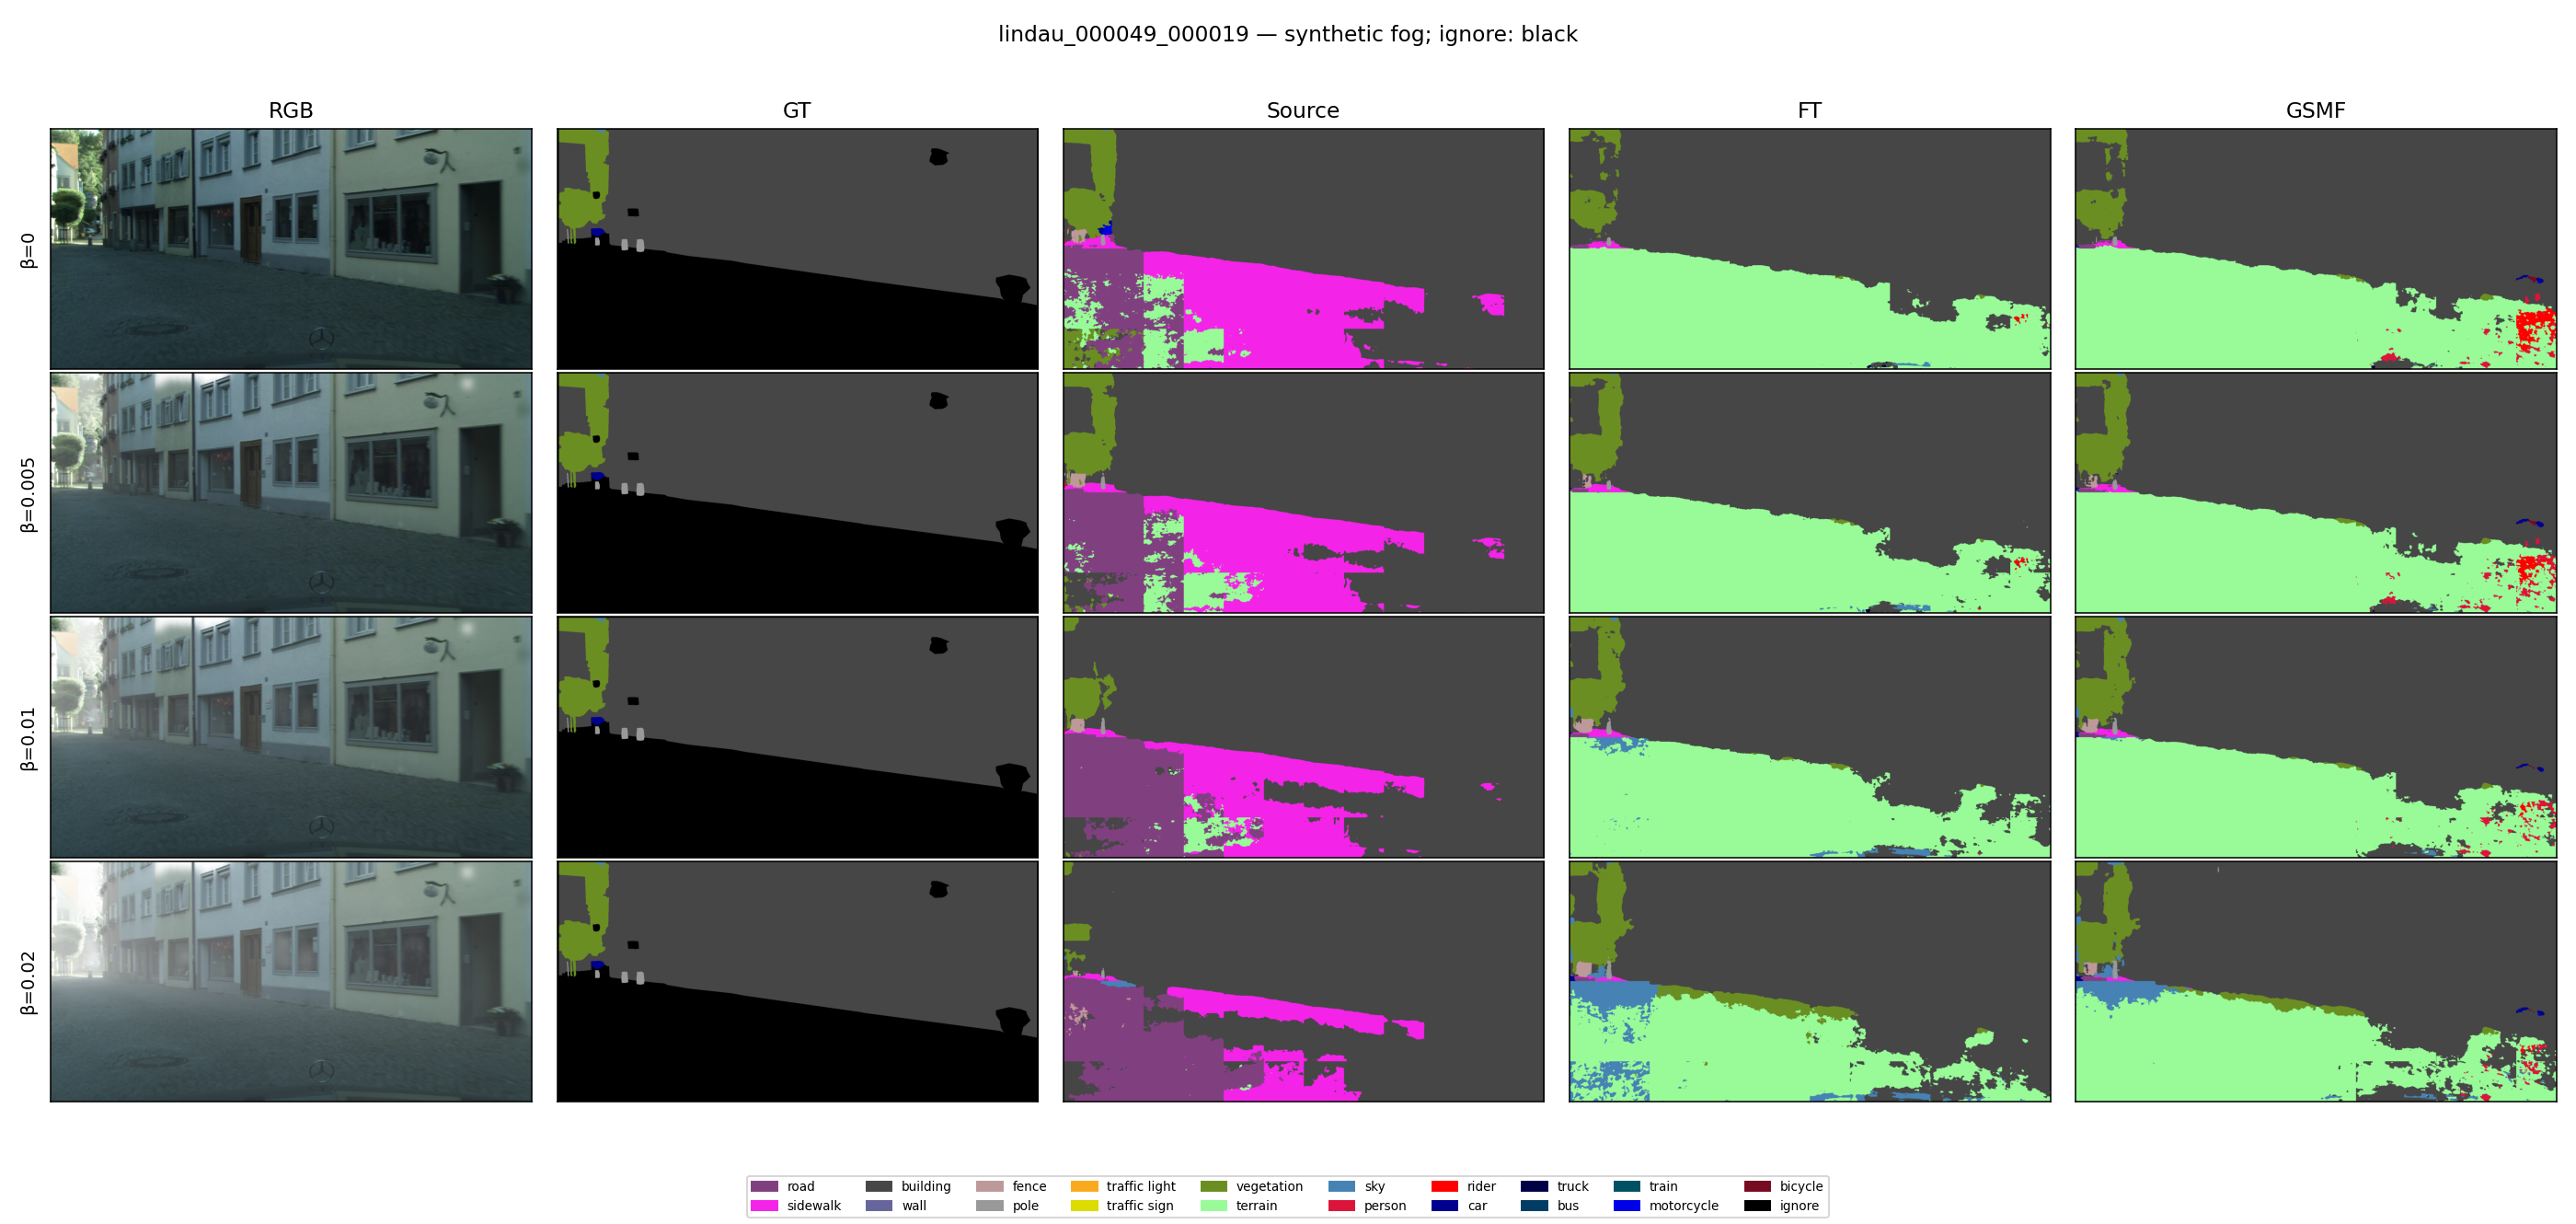 lindau_000049_000019 — synthetic fog; ignore: black
RGB GT Source FT GSMF
β=0
β=0.005
β=0.01
β=0.02
road building fence traffic light vegetation sky rider truck train bicycle
sidewalk wall pole traffic sign terrain person car bus motorcycle ignore